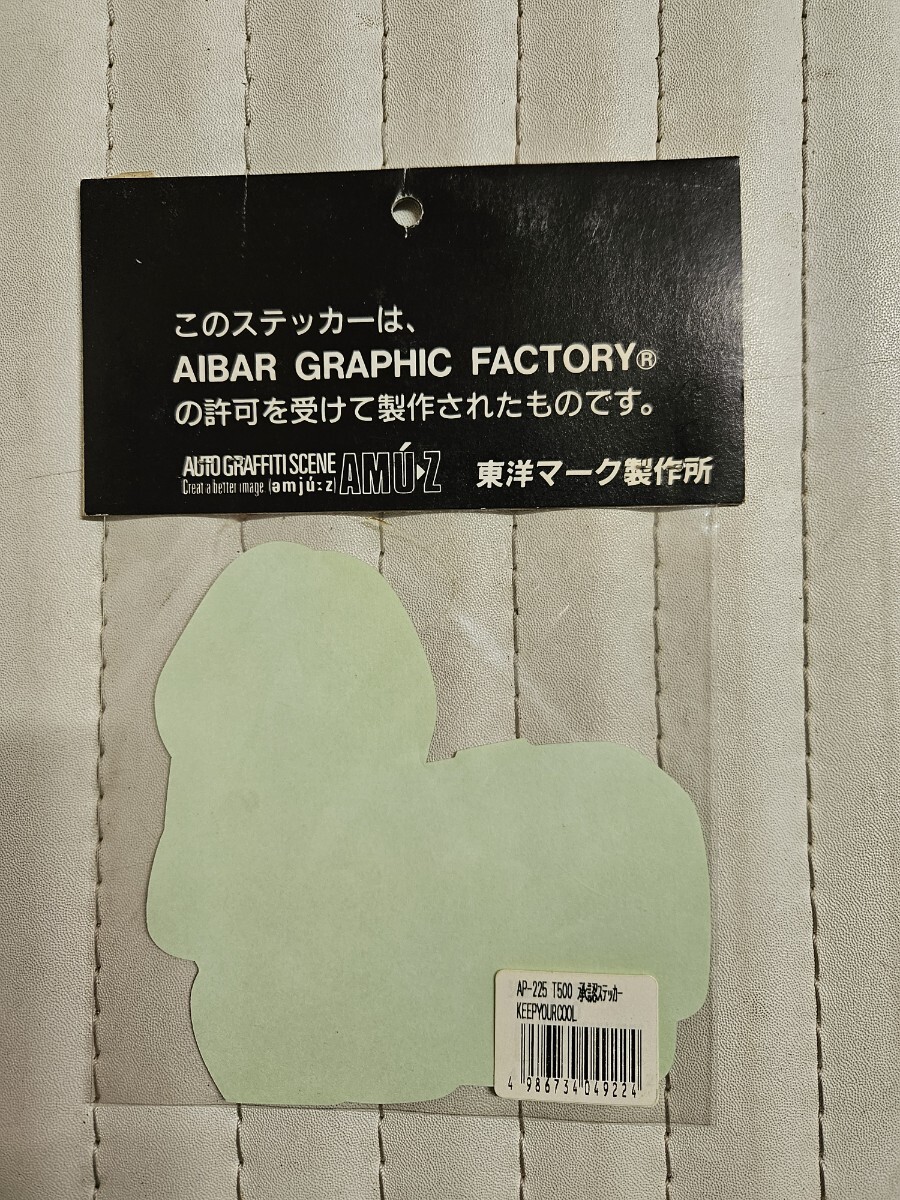 このステッカーは、
AIBAR GRAPHIC FACTORY®
の許可を受けて製作されたものです。
AUTO GRAFFITI SCENE
Creat a better image (əmjú:z)
AMÚ·Z
東洋マーク製作所
AP-225 T500 承認ステッカー
KEEPYOURCOOL
4 986734 049224